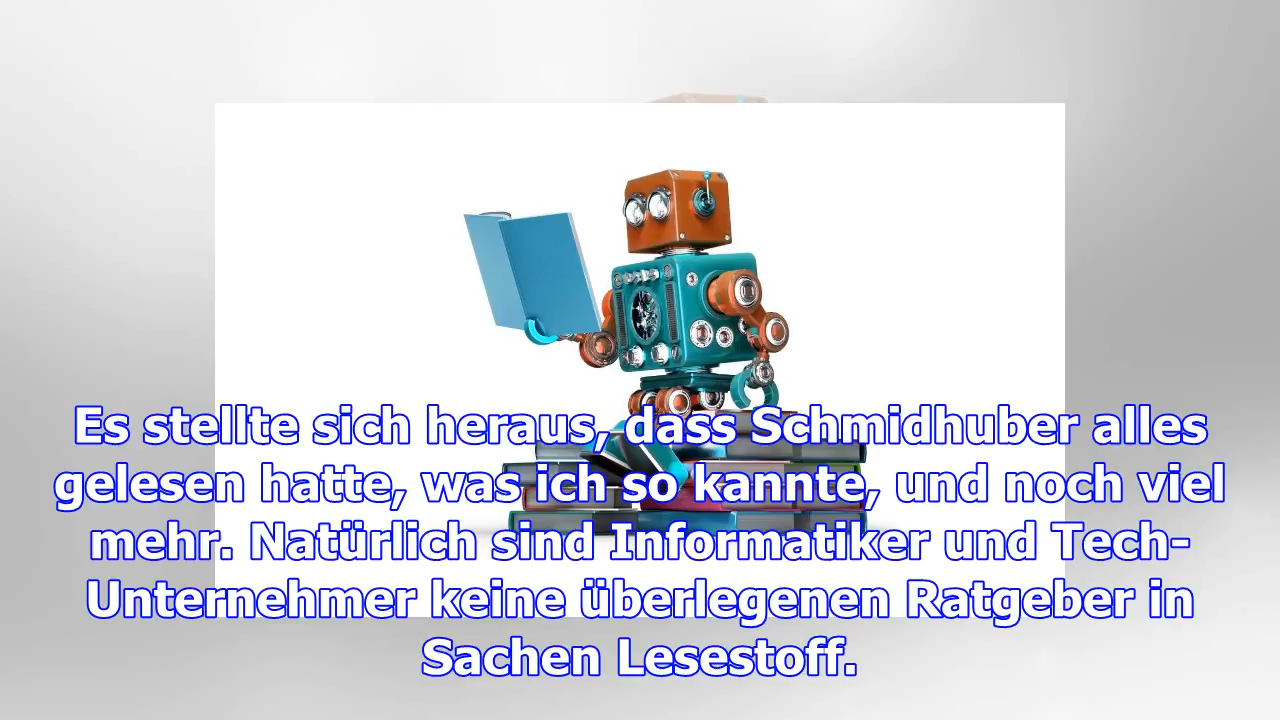 Es stellte sich heraus, dass Schmidhuber alles
gelesen hatte, was ich so kannte, und noch viel
mehr. Natürlich sind Informatiker und Tech-
Unternehmer keine überlegenen Ratgeber in
Sachen Lesestoff.